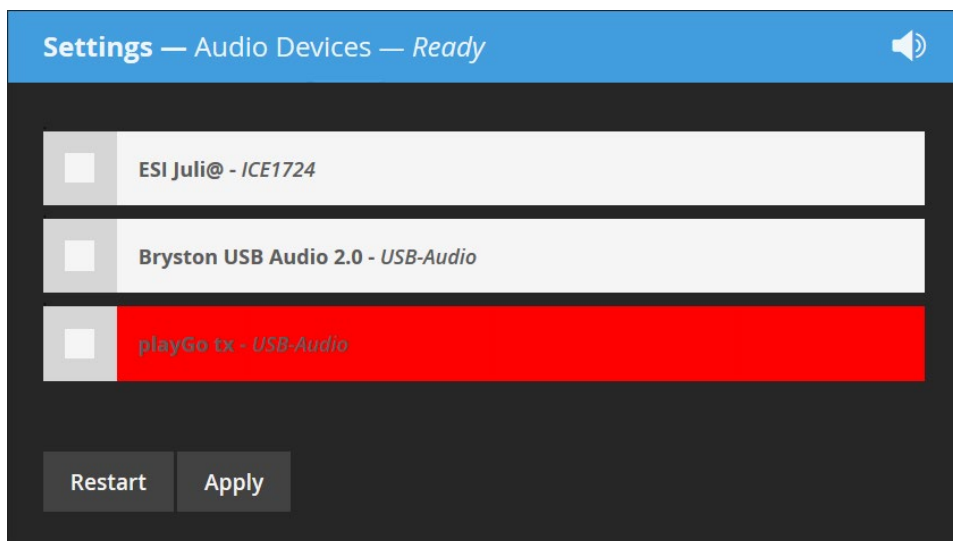 Settings — Audio Devices — Ready
ESI Juli@ - ICE1724
Bryston USB Audio 2.0 - USB-Audio
playGo tx - USB-Audio
Restart Apply